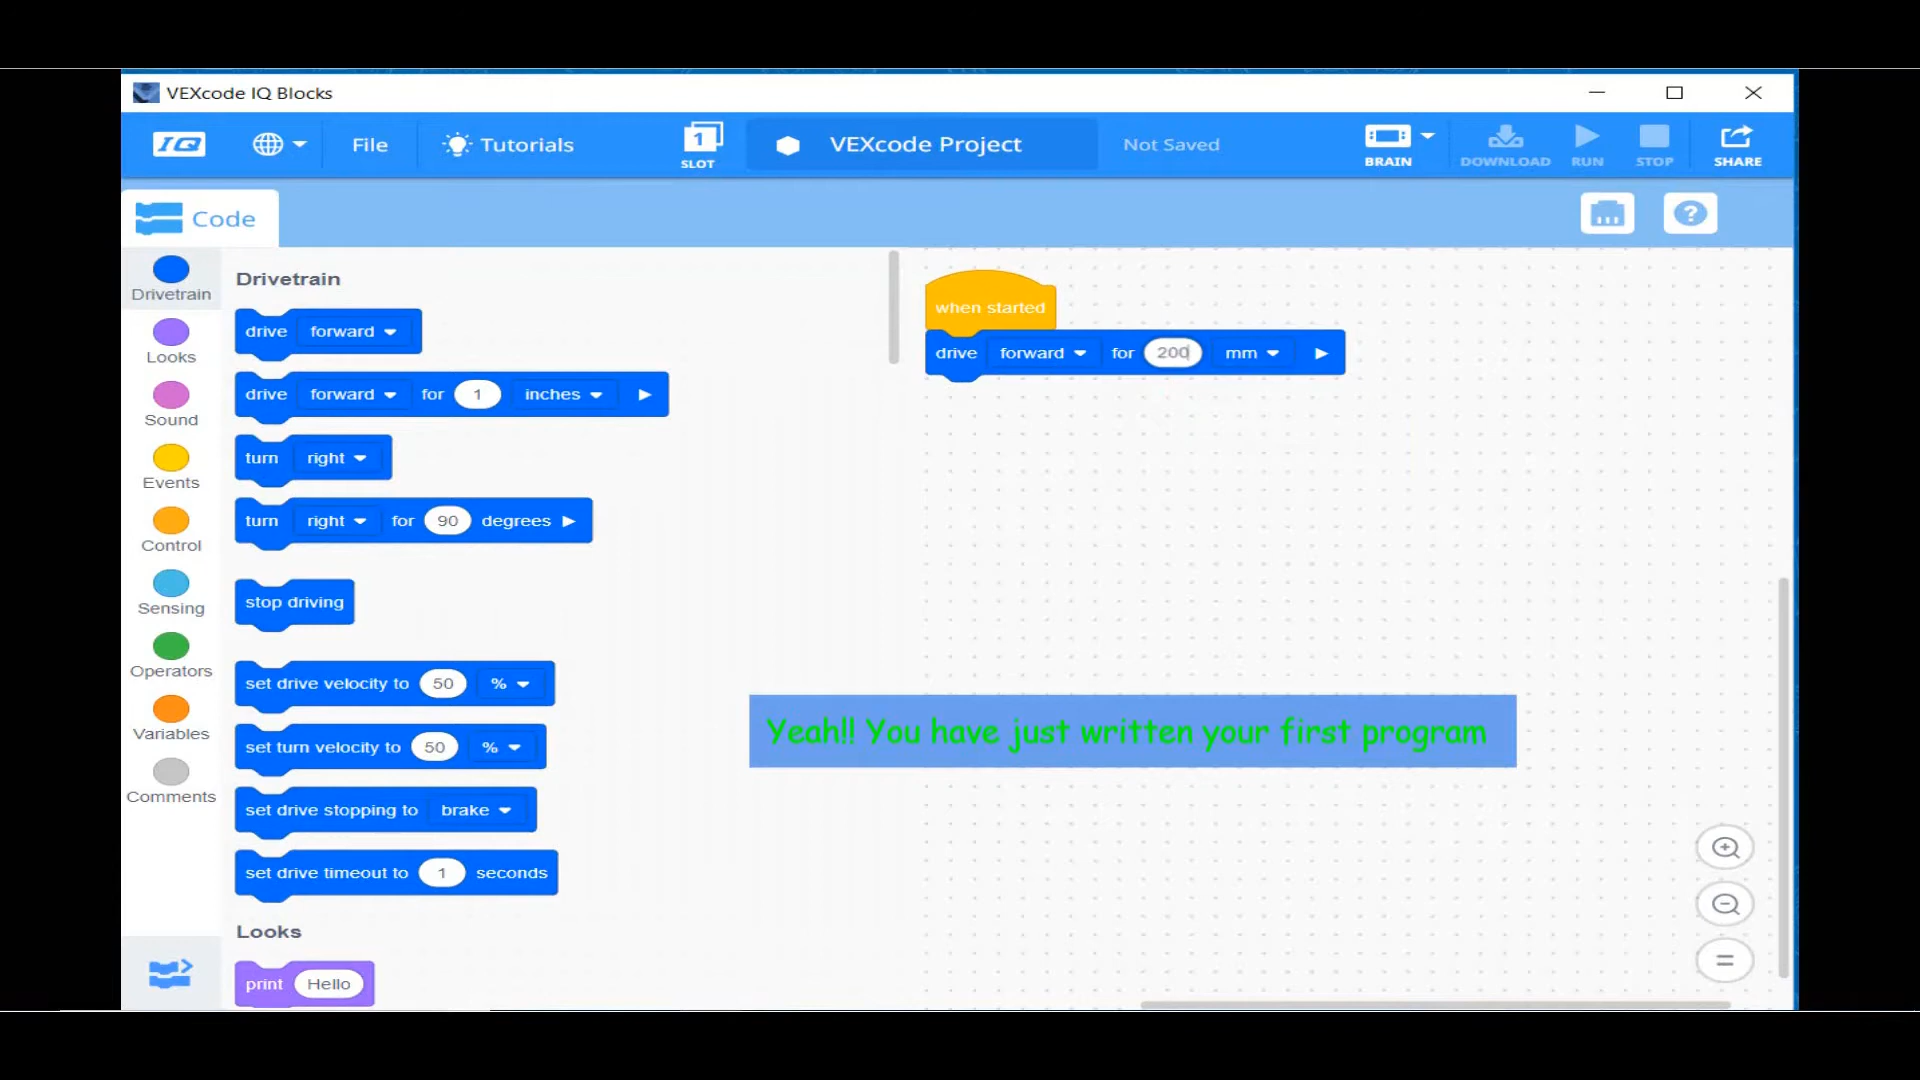 VEXcode IQ Blocks
IQ
File
Tutorials
1
SLOT
VEXcode Project
Not Saved
BRAIN
DOWNLOAD
RUN
STOP
SHARE
Code
?
Drivetrain
Looks
Sound
Events
Control
Sensing
Operators
Variables
Comments
Drivetrain
drive forward
drive forward for 1 inches
turn right
turn right for 90 degrees
stop driving
set drive velocity to 50 %
set turn velocity to 50 %
set drive stopping to brake
set drive timeout to 1 seconds
Looks
print Hello
when started
drive forward for 200 mm
Yeah!! You have just written your first program